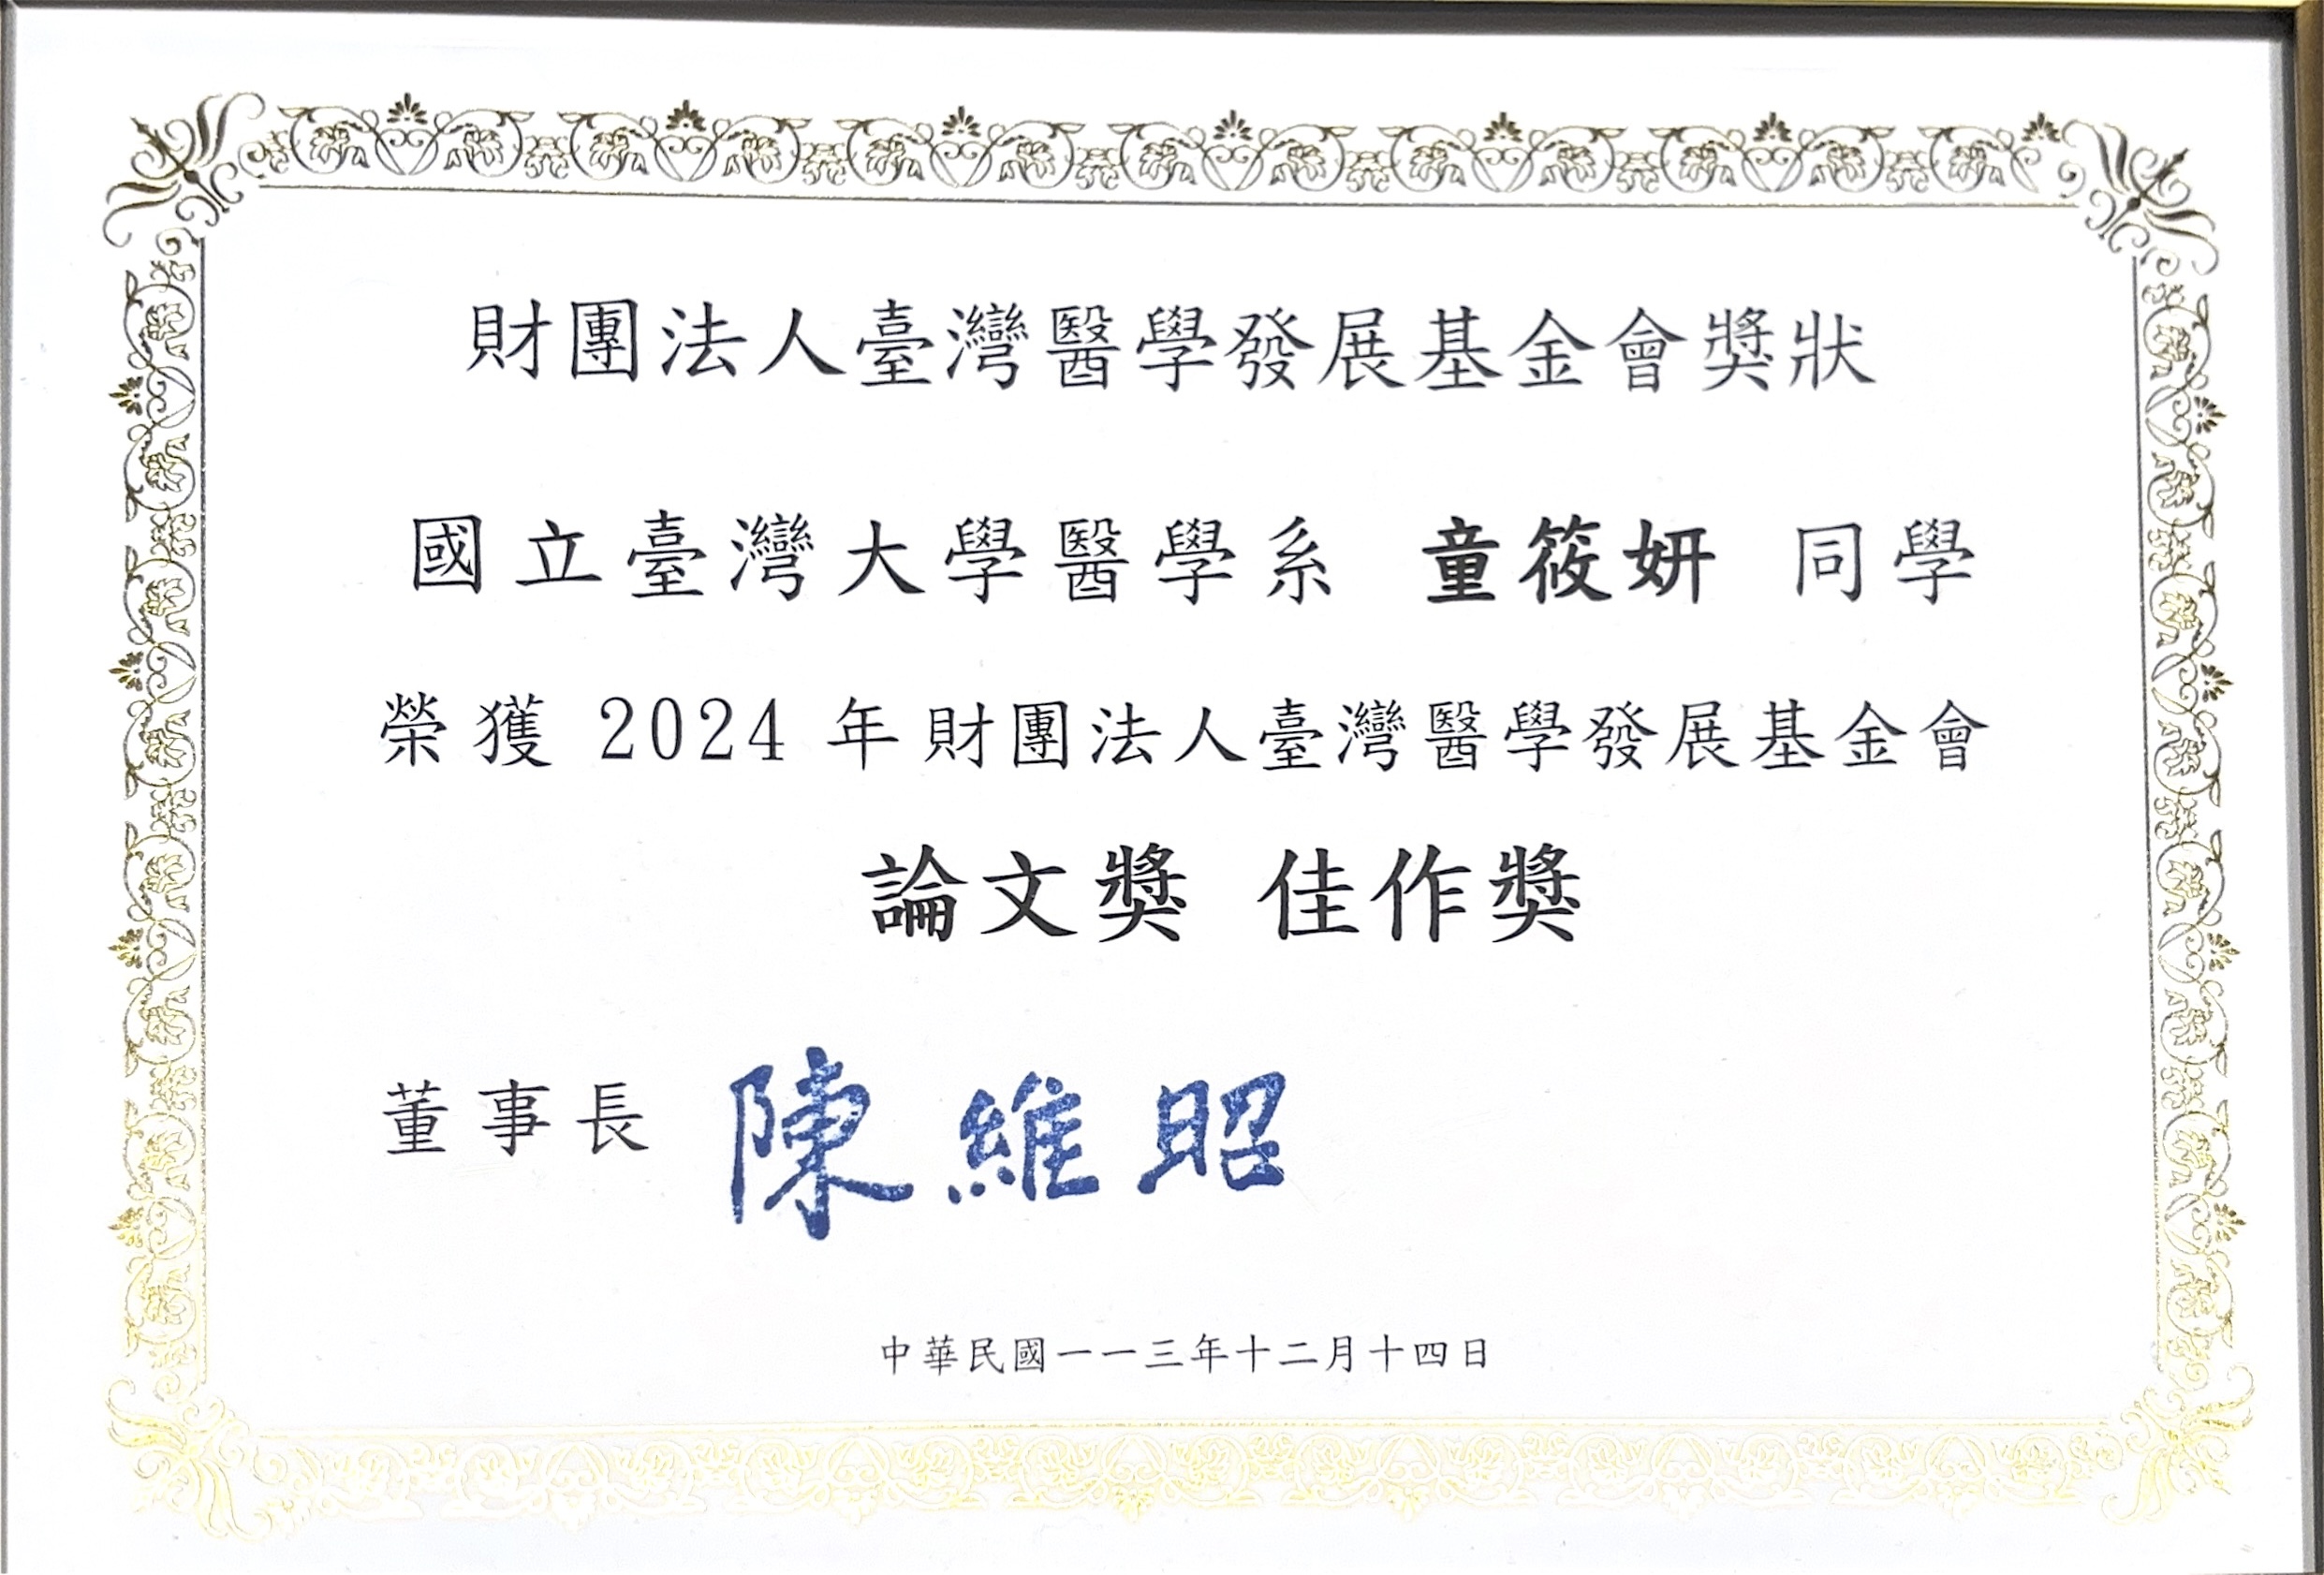 財團法人臺灣醫學發展基金會獎狀
國立臺灣大學醫學系 童筱妍 同學
榮獲 2024 年財團法人臺灣醫學發展基金會
論文獎 佳作獎
董事長 陳維昭
中華民國一一三年十二月十四日